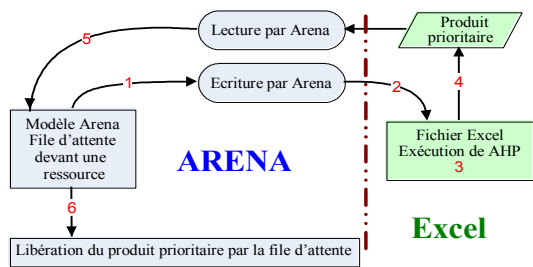 5
Lecture par Arena
Produit
prioritaire
1
Ecriture par Arena
2
4
Modèle Arena
File d'attente
devant une
ressource
ARENA
Fichier Excel
Exécution de AHP
3
6
Excel
Libération du produit prioritaire par la file d'attente